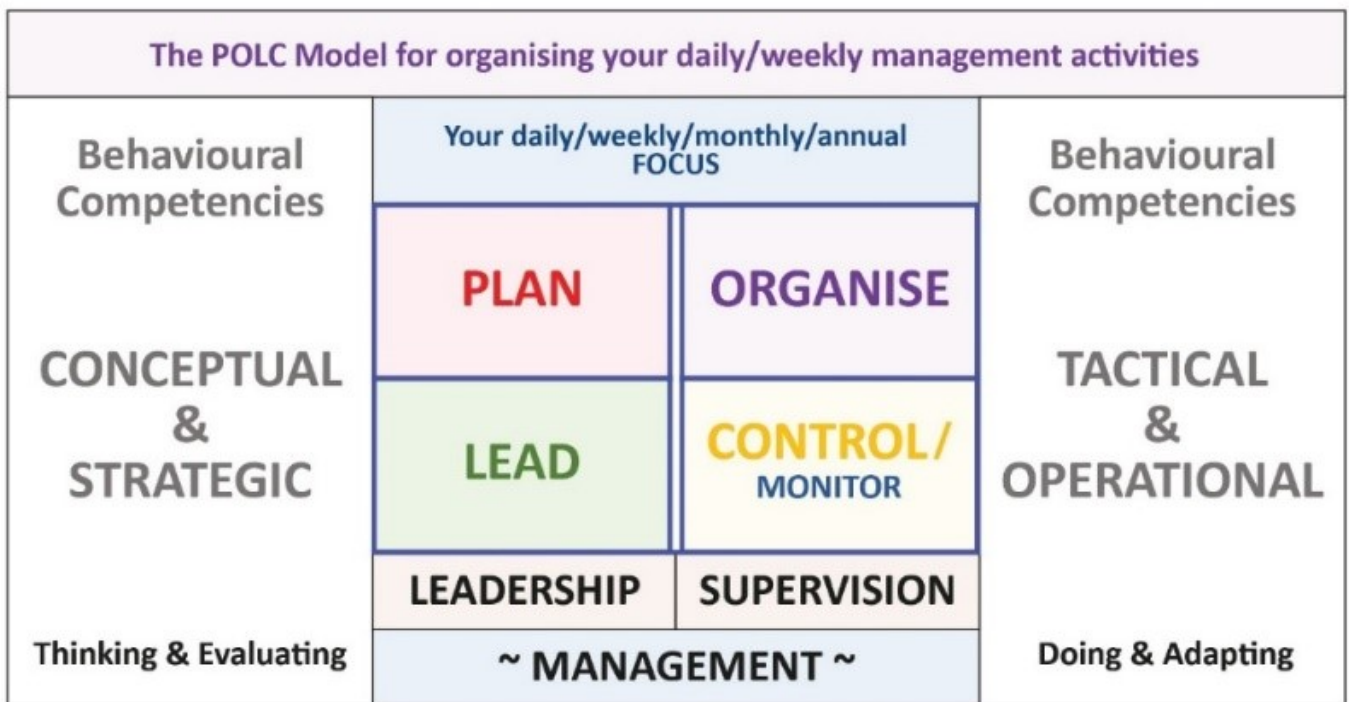 The POLC Model for organising your daily/weekly management activities
Behavioural
Competencies
CONCEPTUAL
&
STRATEGIC
Thinking & Evaluating
Your daily/weekly/monthly/annual
FOCUS
PLAN
ORGANISE
LEAD
CONTROL/
MONITOR
LEADERSHIP
SUPERVISION
~ MANAGEMENT ~
Behavioural
Competencies
TACTICAL
&
OPERATIONAL
Doing & Adapting